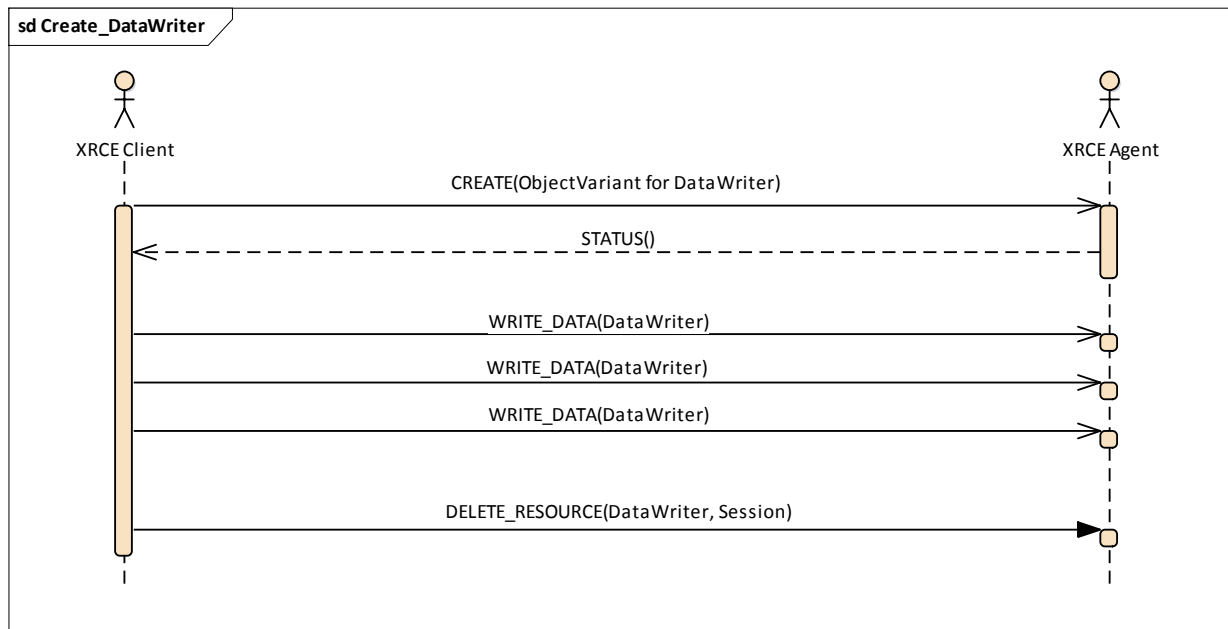 sd Create_DataWriter
XRCE Client
XRCE Agent
CREATE(ObjectVariant for DataWriter)
STATUS()
WRITE_DATA(DataWriter)
WRITE_DATA(DataWriter)
WRITE_DATA(DataWriter)
DELETE_RESOURCE(DataWriter, Session)